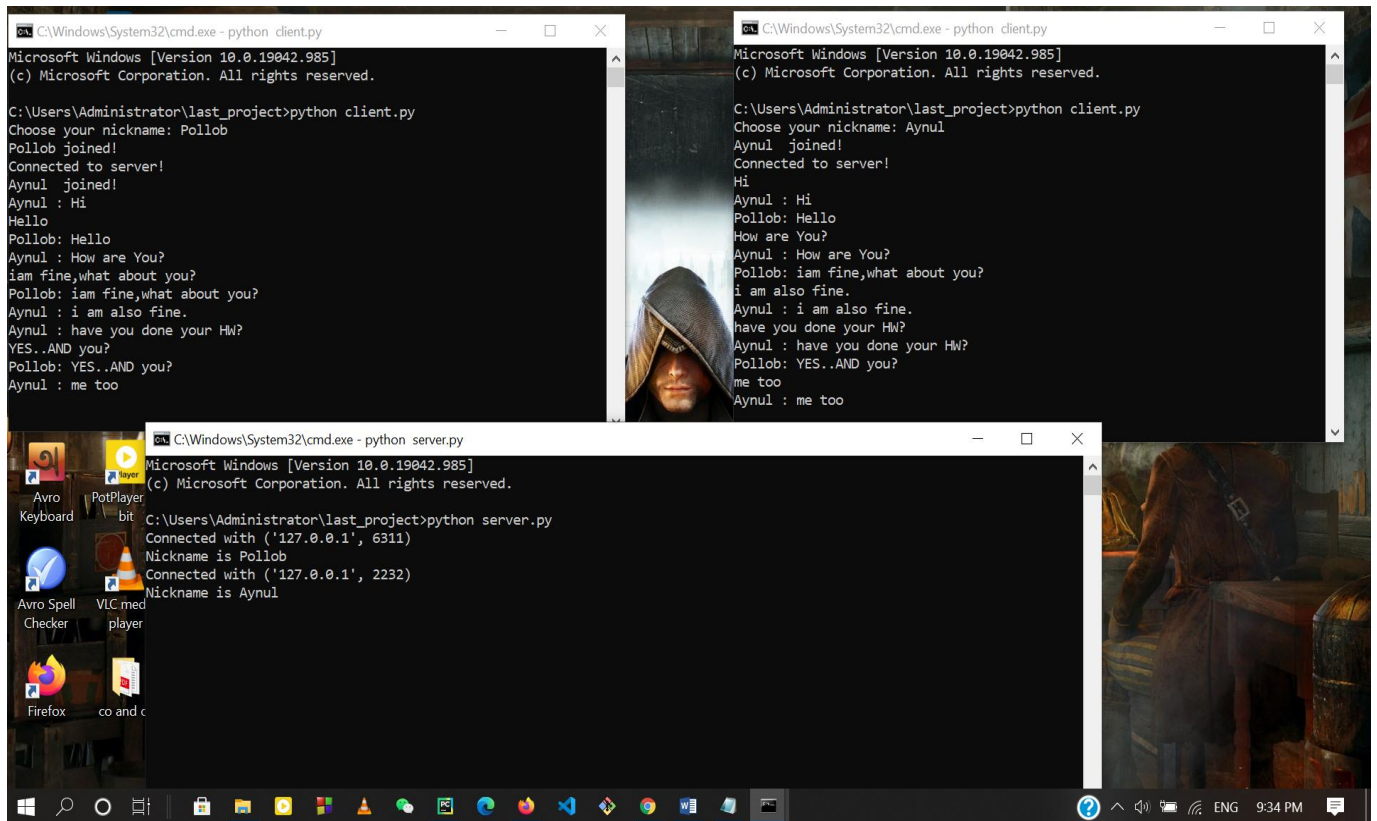 C:\Windows\System32\cmd.exe - python  client.py
Microsoft Windows [Version 10.0.19042.985]
(c) Microsoft Corporation. All rights reserved.
C:\Users\Administrator\last_project>python client.py
Choose your nickname: Pollob
Pollob joined!
Connected to server!
Aynul  joined!
Aynul : Hi
Hello
Pollob: Hello
Aynul : How are You?
iam fine,what about you?
Pollob: iam fine,what about you?
Aynul : i am also fine.
Aynul : have you done your HW?
YES..AND you?
Pollob: YES..AND you?
Aynul : me too
C:\Windows\System32\cmd.exe - python  client.py
Microsoft Windows [Version 10.0.19042.985]
(c) Microsoft Corporation. All rights reserved.
C:\Users\Administrator\last_project>python client.py
Choose your nickname: Aynul
Aynul  joined!
Connected to server!
Hi
Aynul : Hi
Pollob: Hello
How are You?
Aynul : How are You?
Pollob: iam fine,what about you?
i am also fine.
Aynul : i am also fine.
have you done your HW?
Aynul : have you done your HW?
Pollob: YES..AND you?
me too
Aynul : me too
C:\Windows\System32\cmd.exe - python  server.py
Microsoft Windows [Version 10.0.19042.985]
(c) Microsoft Corporation. All rights reserved.
C:\Users\Administrator\last_project>python server.py
Connected with ('127.0.0.1', 6311)
Nickname is Pollob
Connected with ('127.0.0.1', 2232)
Nickname is Aynul
অ
Avro
Keyboard
Player
PotPlayer
bit
Avro Spell
Checker
VLC med
player
Firefox
co and c
PC
ENG
9:34 PM